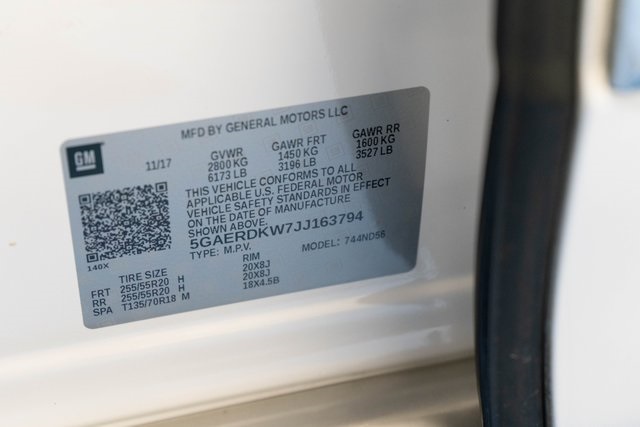 MFD BY GENERAL MOTORS LLC
GM
11/17
GVWR GAWR FRT GAWR RR
2800 KG 1450 KG 1600 KG
6173 LB 3196 LB 3527 LB
THIS VEHICLE CONFORMS TO ALL
APPLICABLE U.S. FEDERAL MOTOR
VEHICLE SAFETY STANDARDS IN EFFECT
ON THE DATE OF MANUFACTURE
SHOWN ABOVE.
5GAERDKW7JJ163794
TYPE: M.P.V. MODEL: 744ND56
140X
TIRE SIZE RIM
FRT 255/55R20 H 20X8J
RR 255/55R20 H 20X8J
SPA T135/70R18 M 18X4.5B